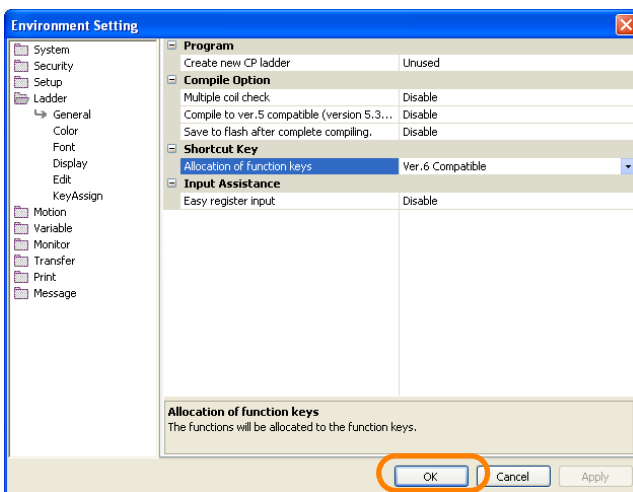 Environment Setting
System
Security
Setup
Ladder
General
Color
Font
Display
Edit
KeyAssign
Motion
Variable
Monitor
Transfer
Print
Message
Program
Create new CP ladder Unused
Compile Option
Multiple coil check Disable
Compile to ver.5 compatible (version 5.3... Disable
Save to flash after complete compiling. Disable
Shortcut Key
Allocation of function keys Ver.6 Compatible
Input Assistance
Easy register input Disable
Allocation of function keys
The functions will be allocated to the function keys.
OK Cancel Apply